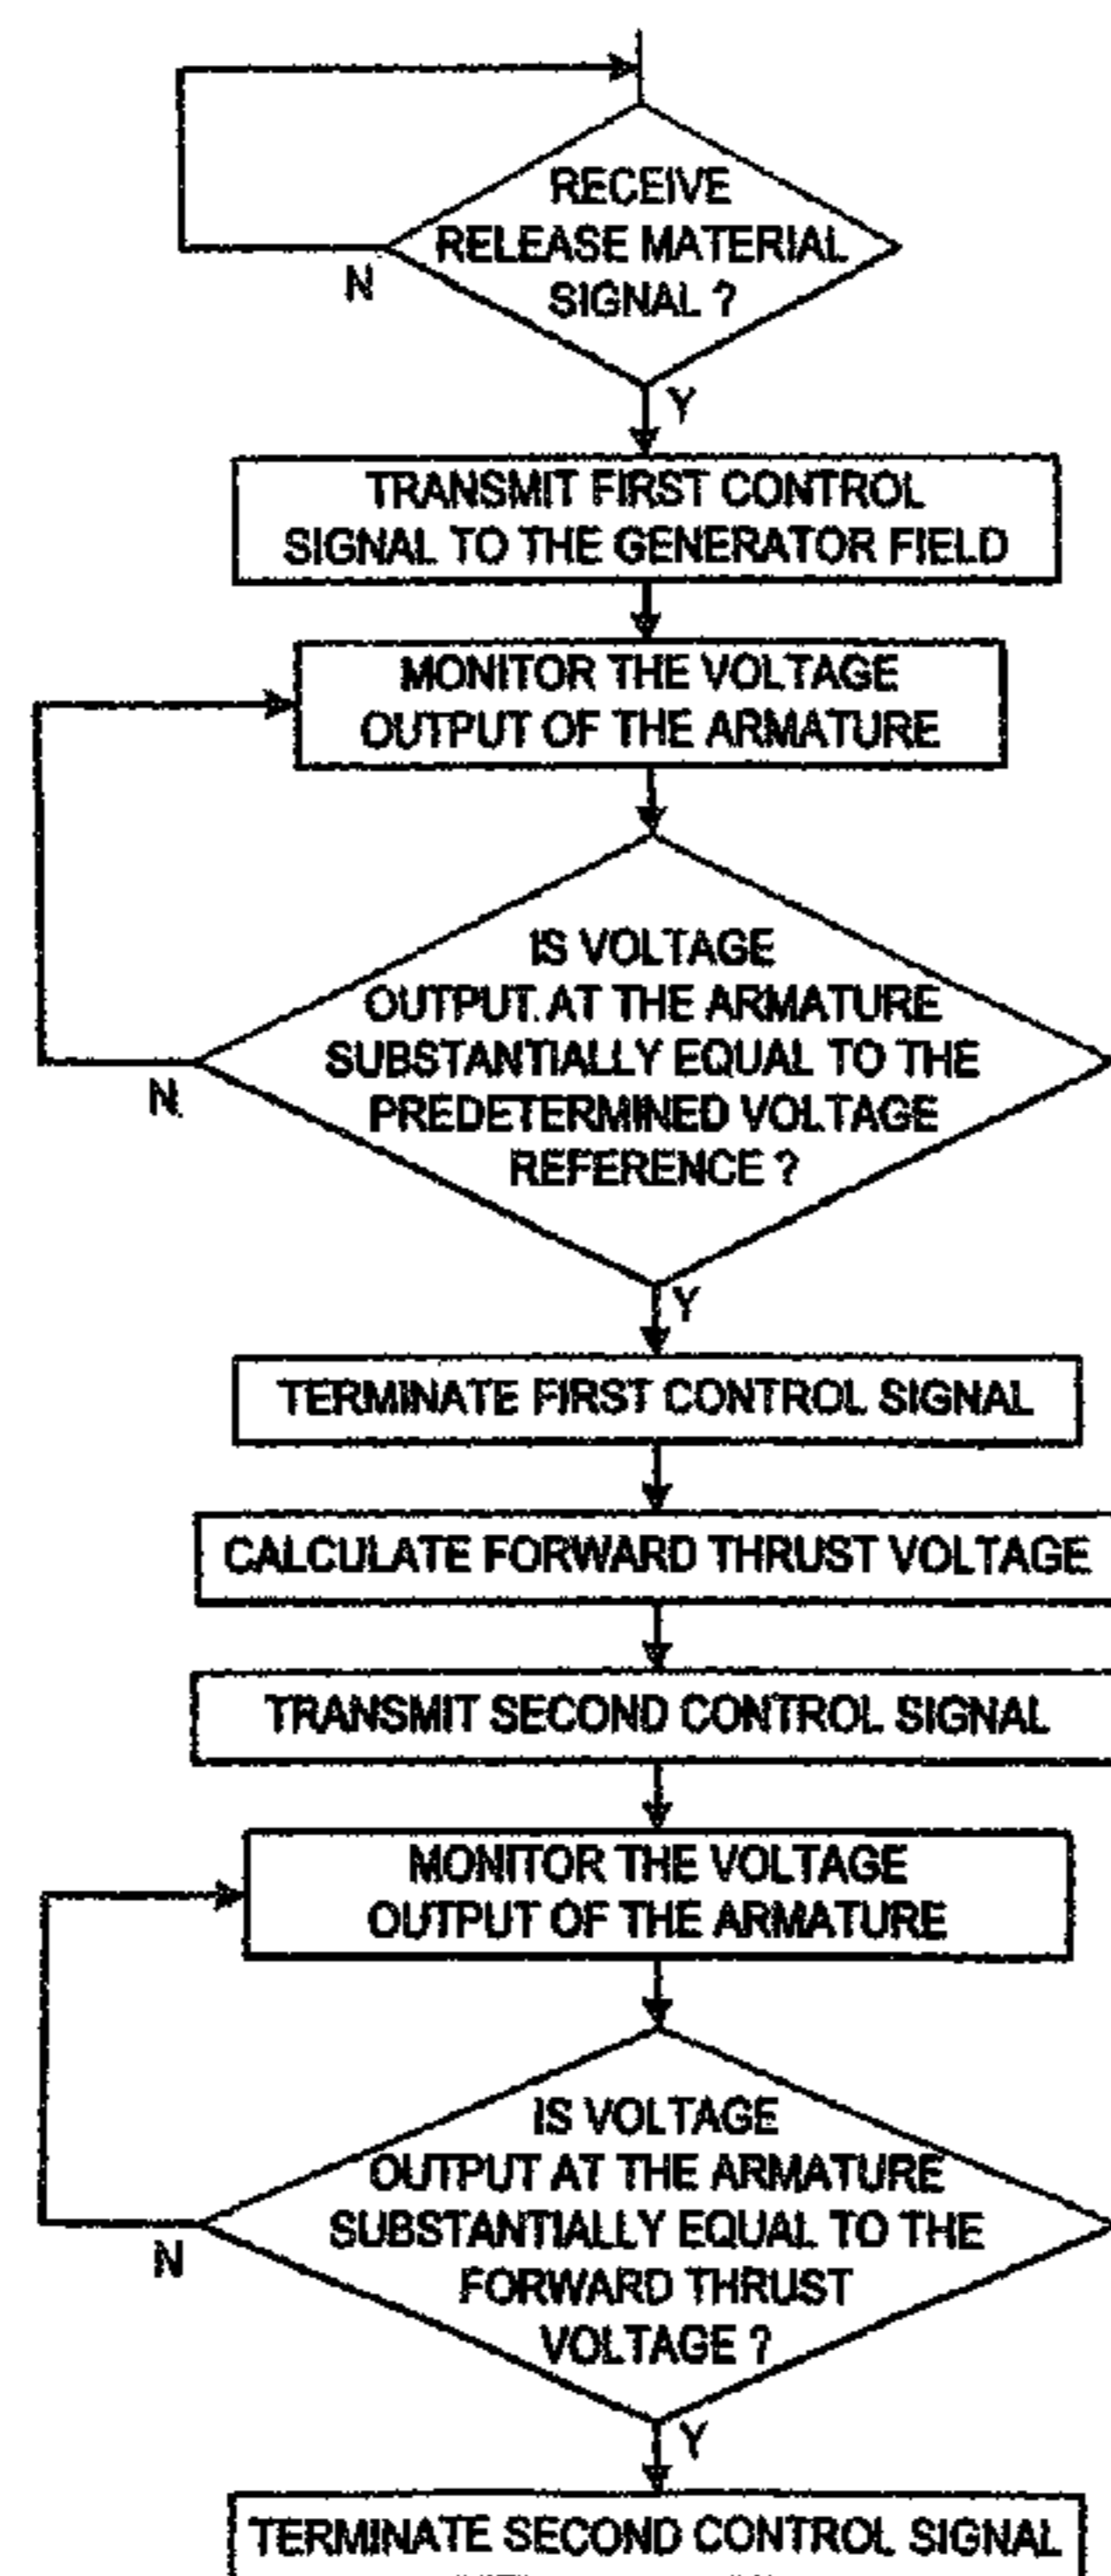 RECEIVE
RELEASE MATERIAL
SIGNAL ?
N
Y
TRANSMIT FIRST CONTROL
SIGNAL TO THE GENERATOR FIELD
MONITOR THE VOLTAGE
OUTPUT OF THE ARMATURE
IS VOLTAGE
OUTPUT AT THE ARMATURE
SUBSTANTIALLY EQUAL TO THE
PREDETERMINED VOLTAGE
REFERENCE ?
N
Y
TERMINATE FIRST CONTROL SIGNAL
CALCULATE FORWARD THRUST VOLTAGE
TRANSMIT SECOND CONTROL SIGNAL
MONITOR THE VOLTAGE
OUTPUT OF THE ARMATURE
IS VOLTAGE
OUTPUT AT THE ARMATURE
SUBSTANTIALLY EQUAL TO THE
FORWARD THRUST
VOLTAGE ?
N
Y
TERMINATE SECOND CONTROL SIGNAL